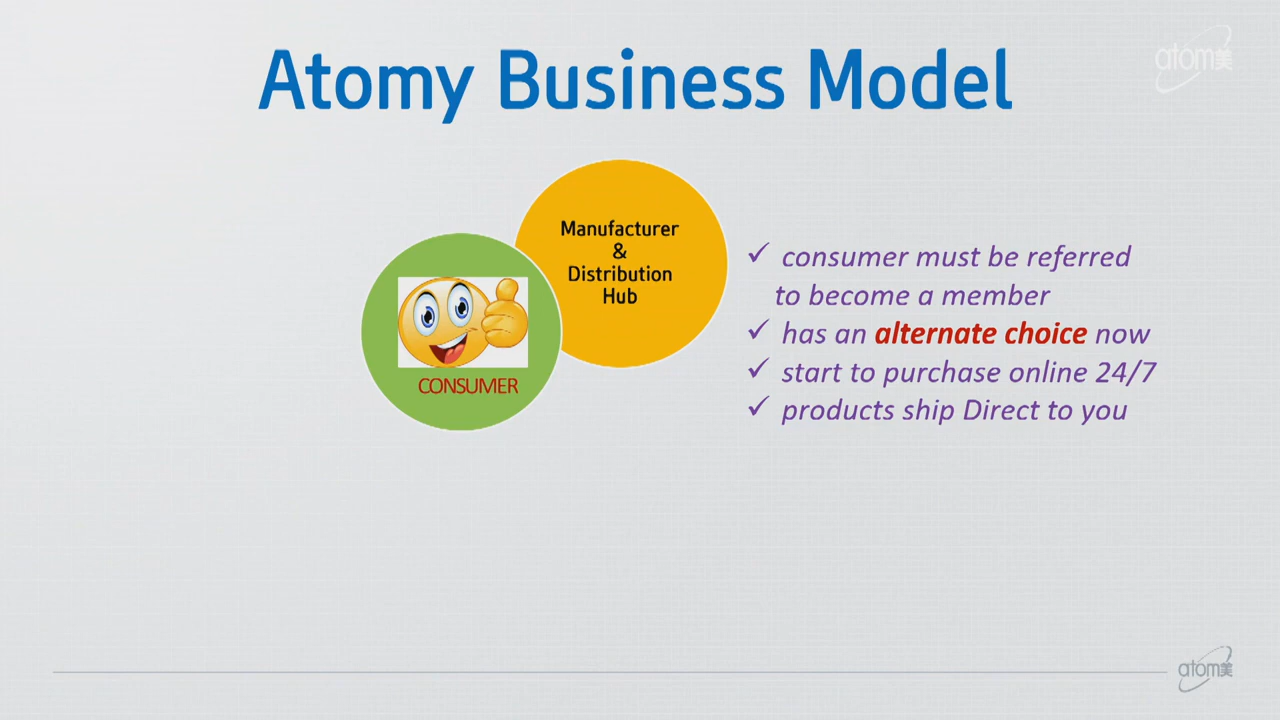 Atomy Business Model
atom美
Manufacturer
&
Distribution
Hub
CONSUMER
✓ consumer must be referred
to become a member
✓ has an alternate choice now
✓ start to purchase online 24/7
✓ products ship Direct to you
atom美